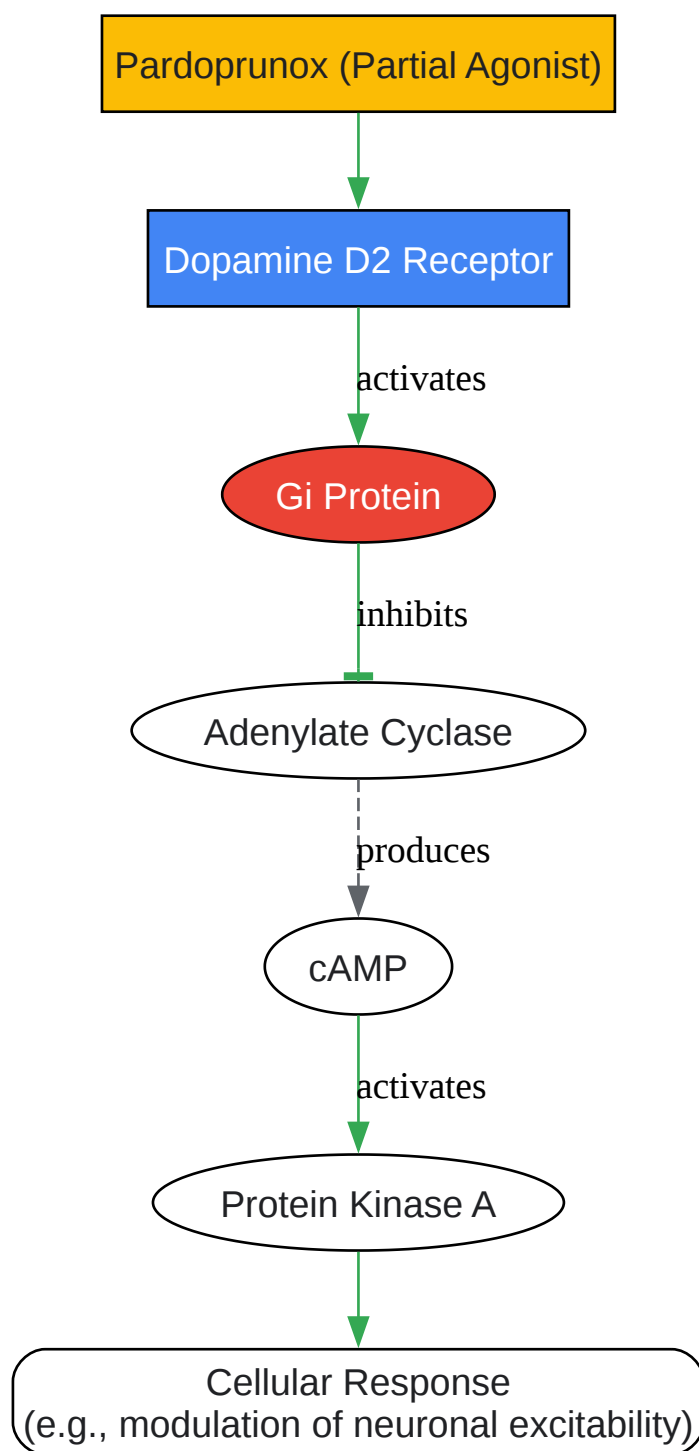 Pardoprunox (Partial Agonist)
Dopamine D2 Receptor
activates
Gi Protein
inhibits
Adenylate Cyclase
produces
cAMP
activates
Protein Kinase A
Cellular Response
(e.g., modulation of neuronal excitability)